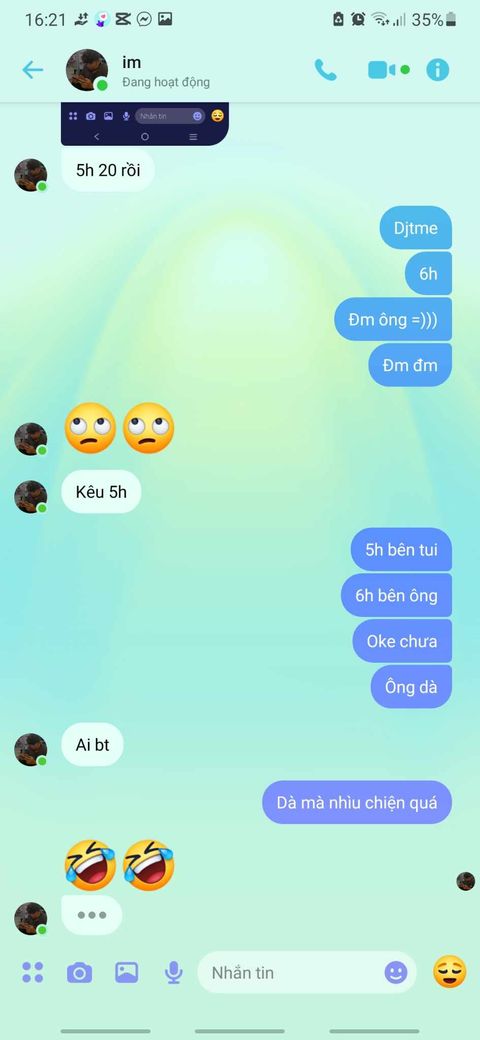 16:21
35%
im
Đang hoạt động
Nhắn tin
5h 20 rồi
Djtme
6h
Đm ông =)))
Đm đm
Kêu 5h
5h bên tui
6h bên ông
Oke chưa
Ông dà
Ai bt
Dà mà nhìu chiện quá
Nhắn tin